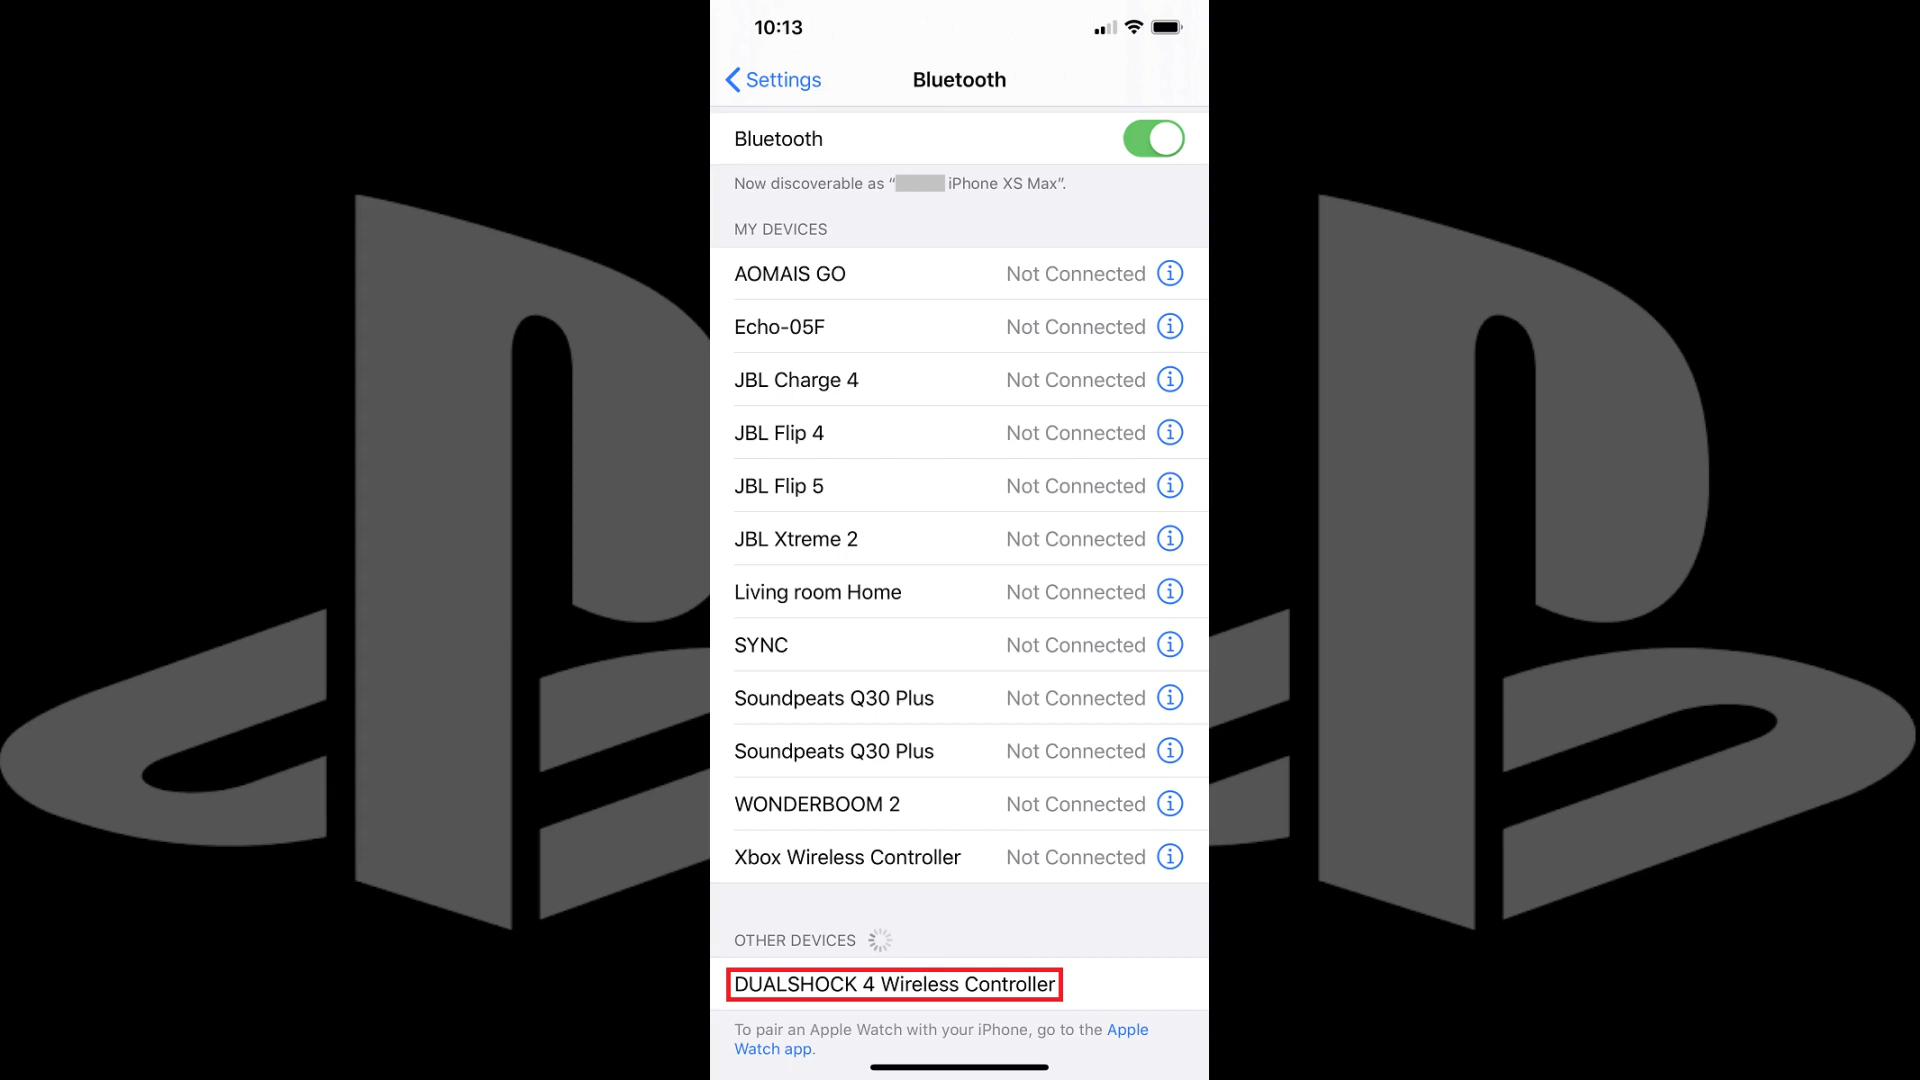 10:13
Settings
Bluetooth
Bluetooth
Now discoverable as “ iPhone XS Max”.
MY DEVICES
AOMAIS GO Not Connected
Echo-05F Not Connected
JBL Charge 4 Not Connected
JBL Flip 4 Not Connected
JBL Flip 5 Not Connected
JBL Xtreme 2 Not Connected
Living room Home Not Connected
SYNC Not Connected
Soundpeats Q30 Plus Not Connected
Soundpeats Q30 Plus Not Connected
WONDERBOOM 2 Not Connected
Xbox Wireless Controller Not Connected
OTHER DEVICES
DUALSHOCK 4 Wireless Controller
To pair an Apple Watch with your iPhone, go to the Apple
Watch app.